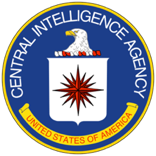 CENTRAL INTELLIGENCE AGENCY
UNITED STATES OF AMERICA